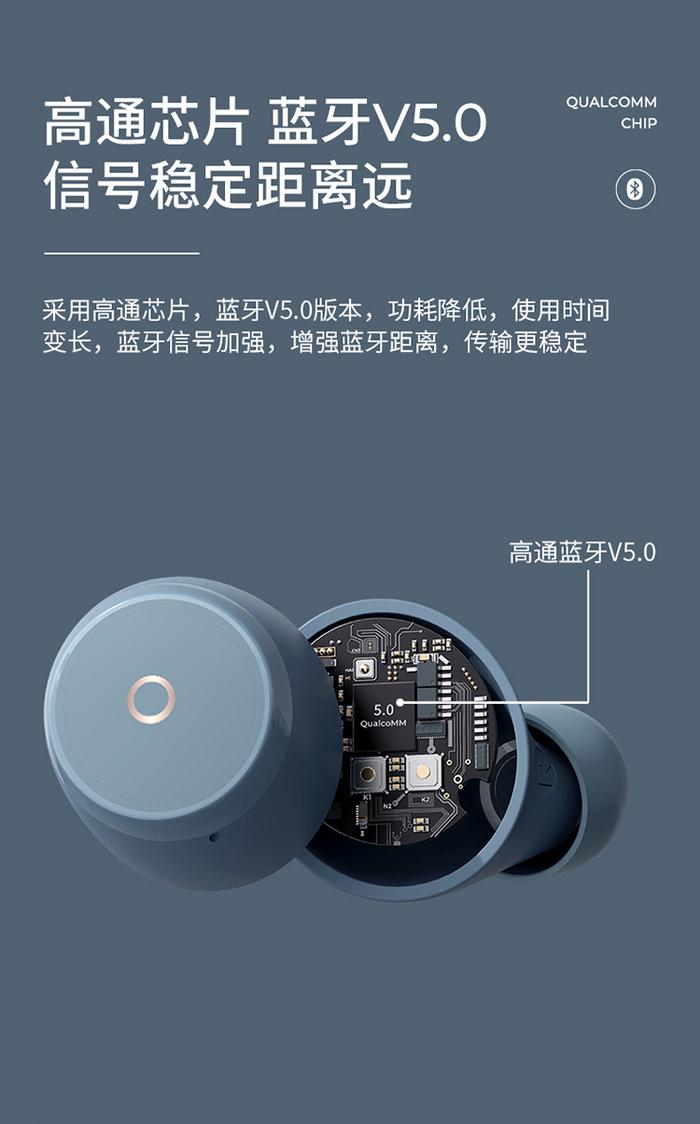 高通芯片 蓝牙V5.0
信号稳定距离远
QUALCOMM
CHIP
采用高通芯片，蓝牙V5.0版本，功耗降低，使用时间
变长，蓝牙信号加强，增强蓝牙距离，传输更稳定
高通蓝牙V5.0
5.0
QualcoMM
K1
N2
K2